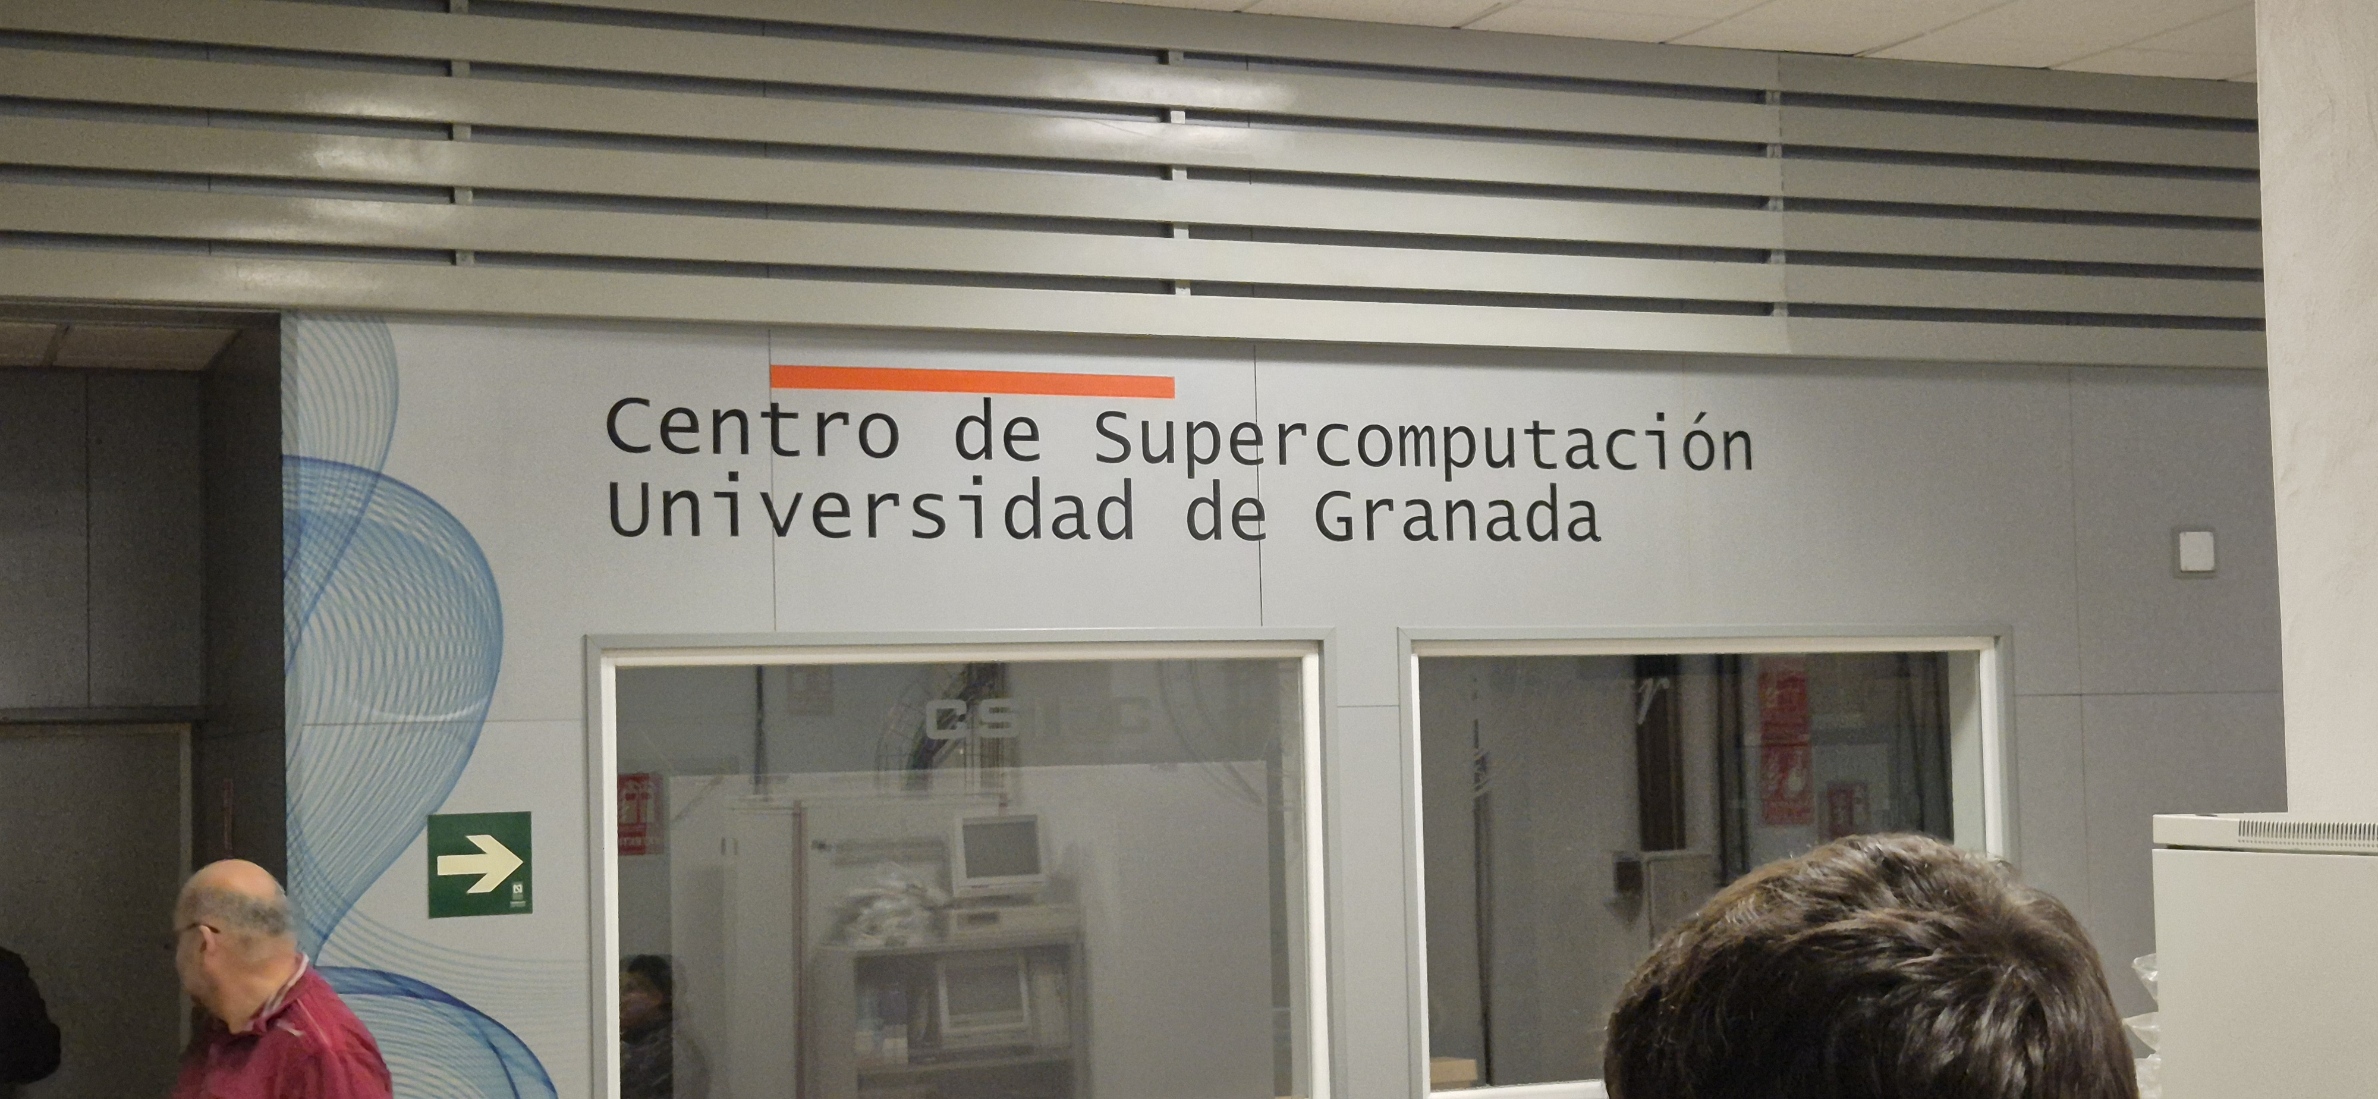 Centro de Supercomputación
Universidad de Granada